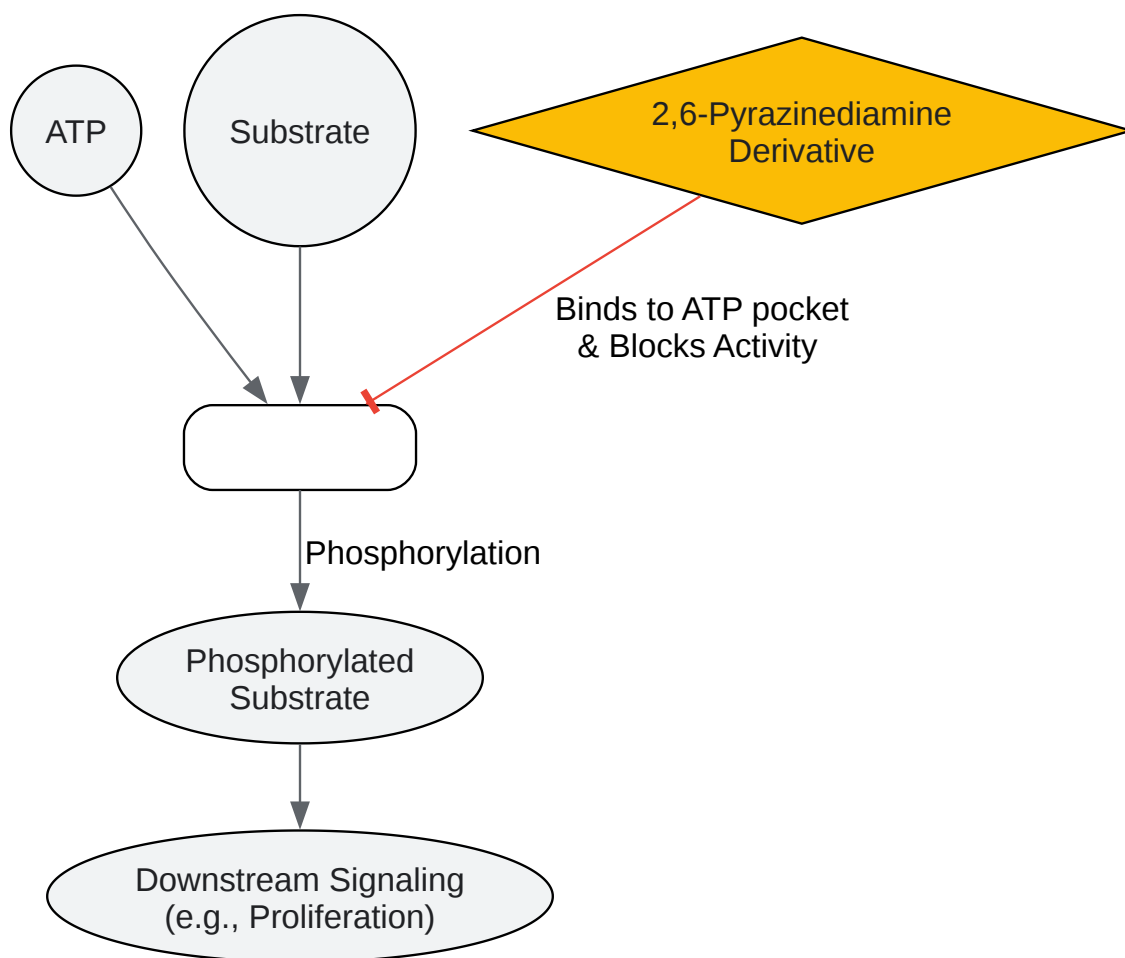 ATP
Substrate
2,6-Pyrazinediamine
Derivative
Binds to ATP pocket
& Blocks Activity
Phosphorylation
Phosphorylated
Substrate
Downstream Signaling
(e.g., Proliferation)